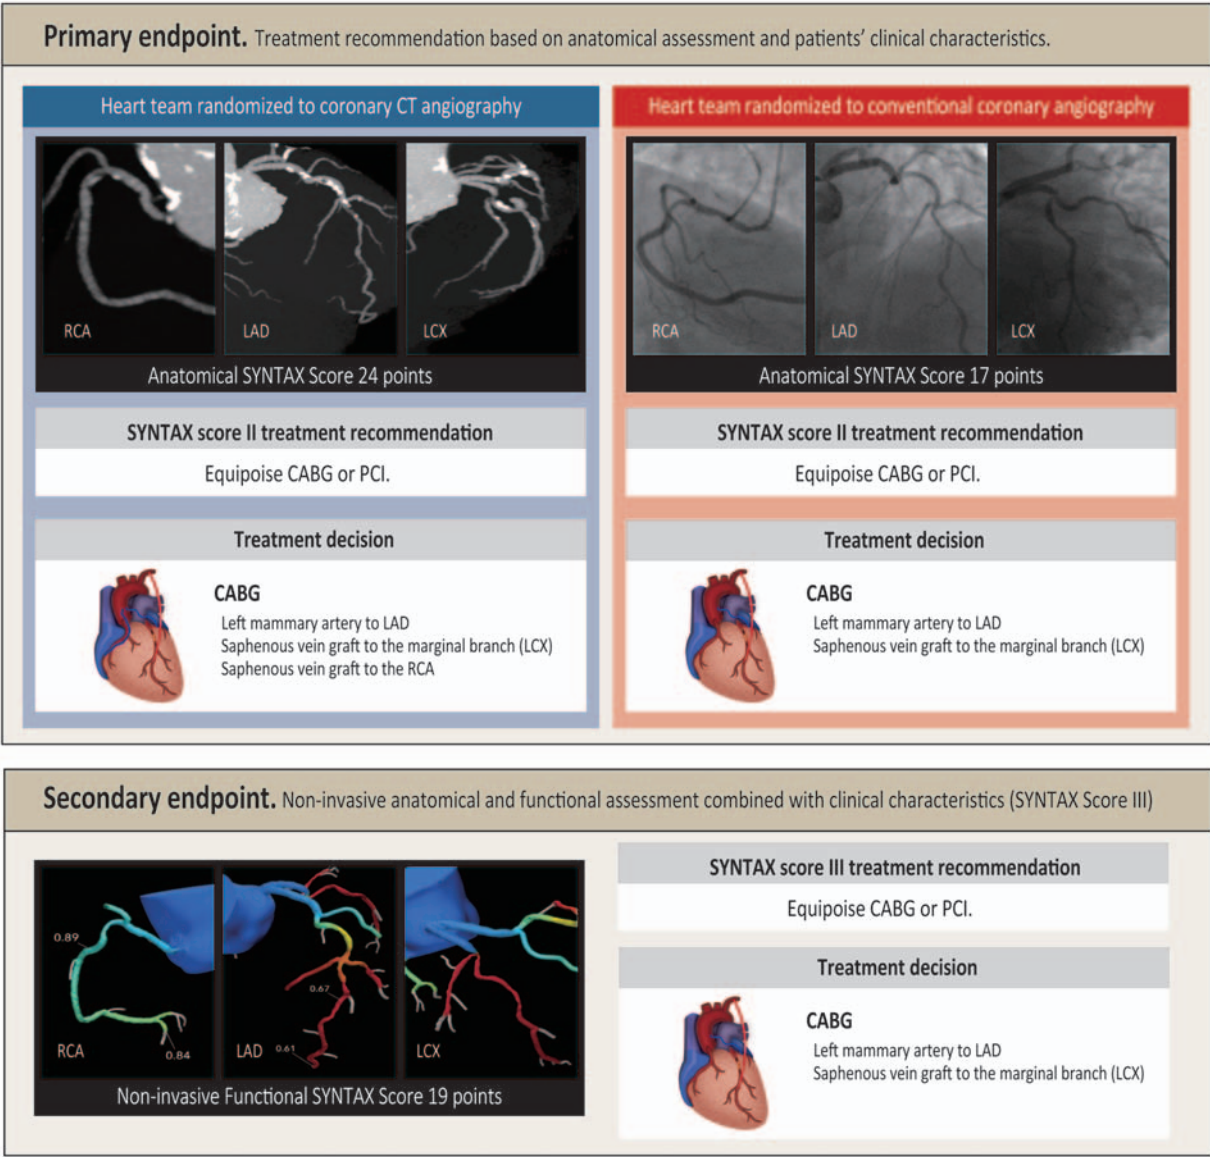 Primary endpoint. Treatment recommendation based on anatomical assessment and patients' clinical characteristics.
Heart team randomized to coronary CT angiography
RCA
LAD
LCX
Anatomical SYNTAX Score 24 points
SYNTAX score II treatment recommendation
Equipoise CABG or PCI.
Treatment decision
CABG
Left mammary artery to LAD
Saphenous vein graft to the marginal branch (LCX)
Saphenous vein graft to the RCA
Heart team randomized to conventional coronary angiography
RCA
LAD
LCX
Anatomical SYNTAX Score 17 points
SYNTAX score II treatment recommendation
Equipoise CABG or PCI.
Treatment decision
CABG
Left mammary artery to LAD
Saphenous vein graft to the marginal branch (LCX)
Secondary endpoint. Non-invasive anatomical and functional assessment combined with clinical characteristics (SYNTAX Score III)
0.89
RCA
0.84
0.67
LAD
0.61
LCX
Non-invasive Functional SYNTAX Score 19 points
SYNTAX score III treatment recommendation
Equipoise CABG or PCI.
Treatment decision
CABG
Left mammary artery to LAD
Saphenous vein graft to the marginal branch (LCX)